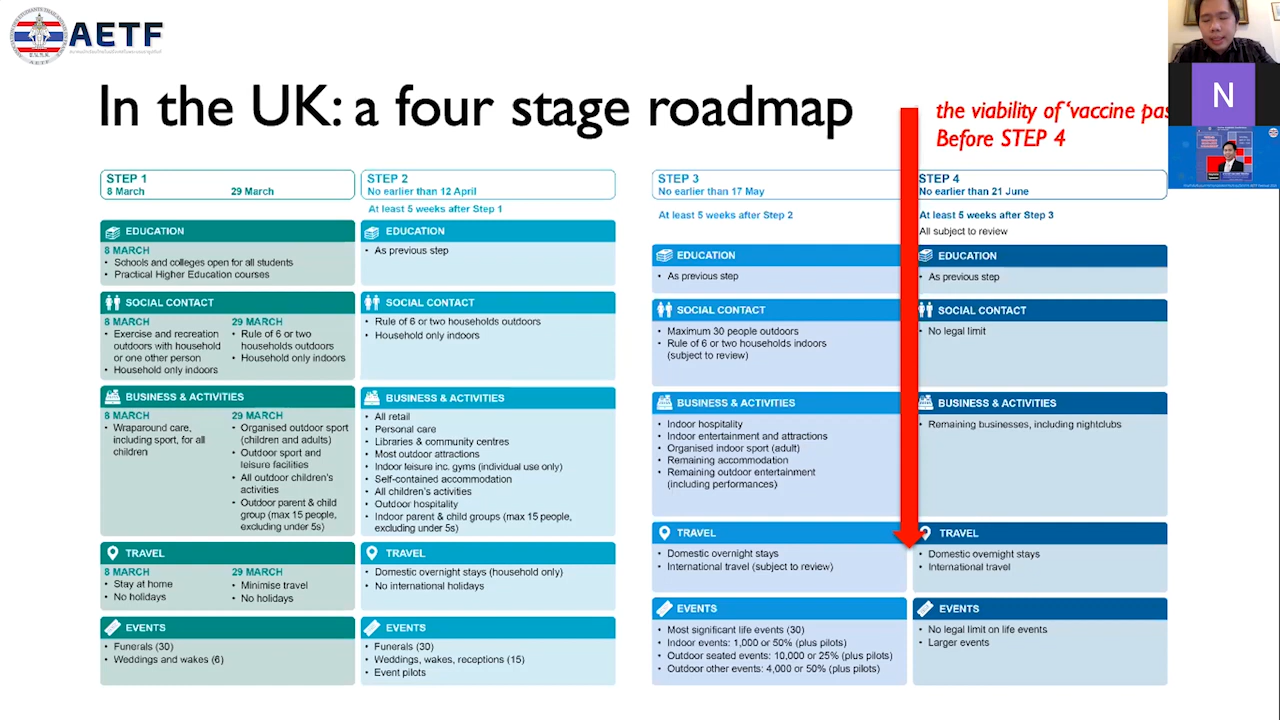 AETF
In the UK: a four stage roadmap
the viability of ‘vaccine pas
Before STEP 4
N
STEP 1
8 March 29 March
STEP 2
No earlier than 12 April
At least 5 weeks after Step 1
STEP 3
No earlier than 17 May
At least 5 weeks after Step 2
STEP 4
No earlier than 21 June
At least 5 weeks after Step 3
All subject to review
EDUCATION
8 MARCH
• Schools and colleges open for all students
• Practical Higher Education courses
EDUCATION
• As previous step
EDUCATION
• As previous step
EDUCATION
• As previous step
SOCIAL CONTACT
8 MARCH
• Exercise and recreation
outdoors with household
or one other person
• Household only indoors
29 MARCH
• Rule of 6 or two
households outdoors
• Household only indoors
SOCIAL CONTACT
• Rule of 6 or two households outdoors
• Household only indoors
SOCIAL CONTACT
• Maximum 30 people outdoors
• Rule of 6 or two households indoors
(subject to review)
SOCIAL CONTACT
• No legal limit
BUSINESS & ACTIVITIES
8 MARCH
• Wraparound care,
including sport, for all
children
29 MARCH
• Organised outdoor sport
(children and adults)
• Outdoor sport and
leisure facilities
• All outdoor children's
activities
• Outdoor parent & child
group (max 15 people,
excluding under 5s)
BUSINESS & ACTIVITIES
• All retail
• Personal care
• Libraries & community centres
• Most outdoor attractions
• Indoor leisure inc. gyms (individual use only)
• Self-contained accommodation
• All children's activities
• Outdoor hospitality
• Indoor parent & child groups (max 15 people,
excluding under 5s)
BUSINESS & ACTIVITIES
• Indoor hospitality
• Indoor entertainment and attractions
• Organised indoor sport (adult)
• Remaining accommodation
• Remaining outdoor entertainment
(including performances)
BUSINESS & ACTIVITIES
• Remaining businesses, including nightclubs
TRAVEL
8 MARCH
• Stay at home
• No holidays
29 MARCH
• Minimise travel
• No holidays
TRAVEL
• Domestic overnight stays (household only)
• No international holidays
TRAVEL
• Domestic overnight stays
• International travel (subject to review)
TRAVEL
• Domestic overnight stays
• International travel
EVENTS
• Funerals (30)
• Weddings and wakes (6)
EVENTS
• Funerals (30)
• Weddings, wakes, receptions (15)
• Event pilots
EVENTS
• Most significant life events (30)
• Indoor events: 1,000 or 50% (plus pilots)
• Outdoor seated events: 10,000 or 25% (plus pilots)
• Outdoor other events: 4,000 or 50% (plus pilots)
EVENTS
• No legal limit on life events
• Larger events